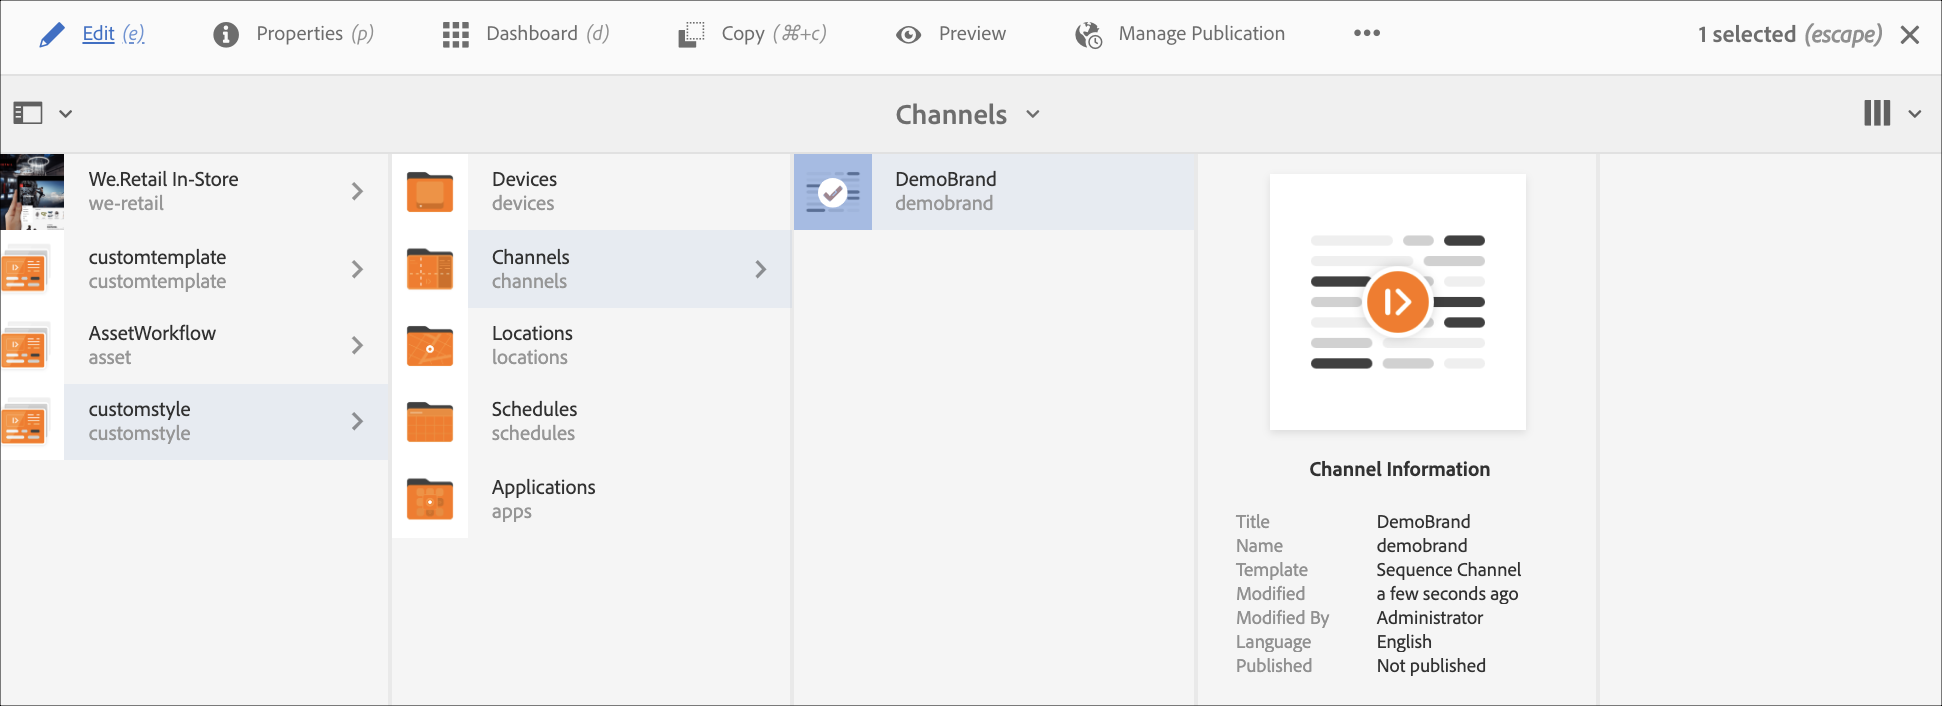 Edit (e)
Properties (p)
Dashboard (d)
Copy (⌘+c)
Preview
Manage Publication
1 selected (escape)
Channels
We.Retail In-Store
we-retail
customtemplate
customtemplate
AssetWorkflow
asset
customstyle
customstyle
Devices
devices
Channels
channels
Locations
locations
Schedules
schedules
Applications
apps
DemoBrand
demobrand
Channel Information
Title DemoBrand
Name demobrand
Template Sequence Channel
Modified a few seconds ago
Modified By Administrator
Language English
Published Not published